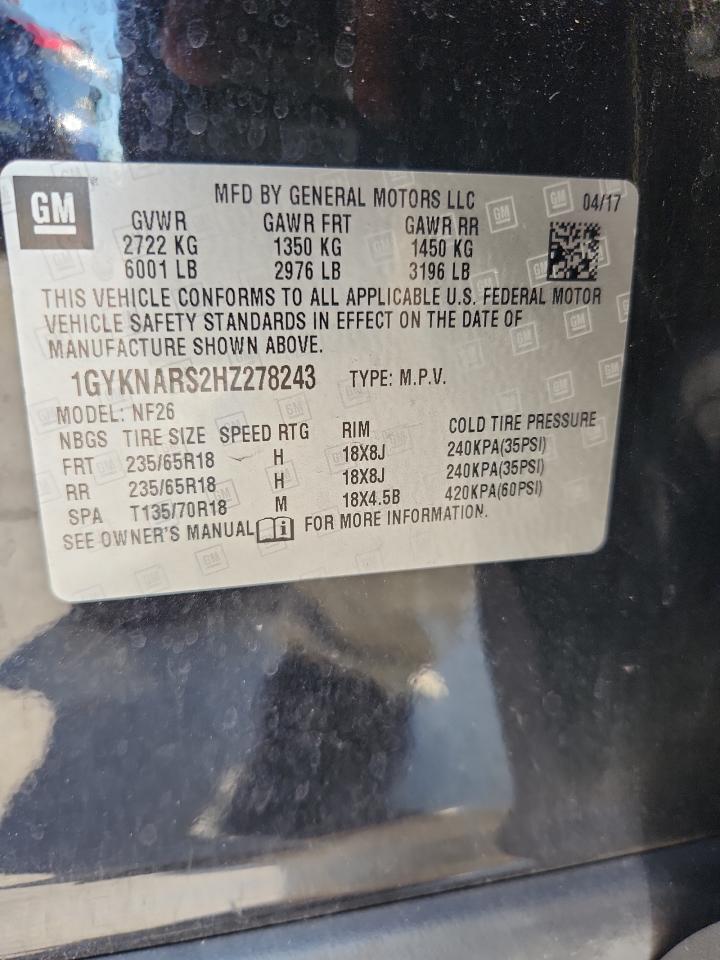 GM
MFD BY GENERAL MOTORS LLC 04/17
GVWR GAWR FRT GAWR RR
2722 KG 1350 KG 1450 KG
6001 LB 2976 LB 3196 LB
THIS VEHICLE CONFORMS TO ALL APPLICABLE U.S. FEDERAL MOTOR
VEHICLE SAFETY STANDARDS IN EFFECT ON THE DATE OF
MANUFACTURE SHOWN ABOVE.
1GYKNARS2HZ278243 TYPE: M.P.V.
MODEL: NF26
NBGS TIRE SIZE SPEED RTG RIM COLD TIRE PRESSURE
FRT 235/65R18 H 18X8J 240KPA(35PSI)
RR 235/65R18 H 18X8J 240KPA(35PSI)
SPA T135/70R18 M 18X4.5B 420KPA(60PSI)
SEE OWNER'S MANUAL i FOR MORE INFORMATION.